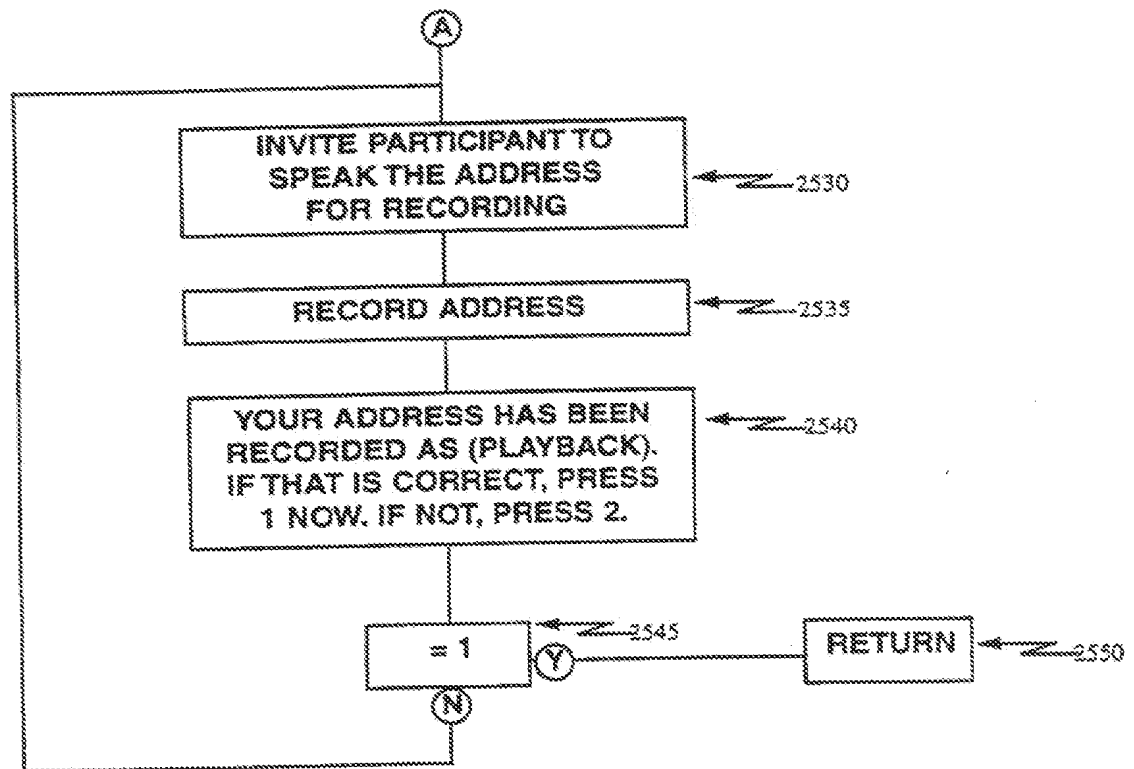 A
INVITE PARTICIPANT TO
SPEAK THE ADDRESS
FOR RECORDING
2530
RECORD ADDRESS
2535
YOUR ADDRESS HAS BEEN
RECORDED AS (PLAYBACK).
IF THAT IS CORRECT, PRESS
1 NOW. IF NOT, PRESS 2.
2540
= 1
2545
Y
RETURN
2550
N